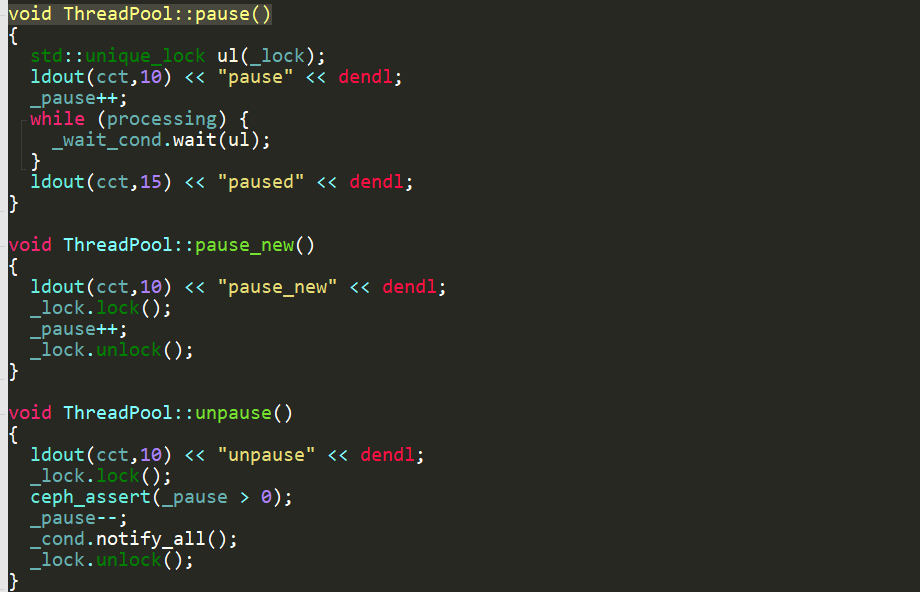 void ThreadPool::pause()
{
  std::unique_lock ul(_lock);
  ldout(cct,10) << "pause" << dendl;
  _pause++;
  while (processing) {
    _wait_cond.wait(ul);
  }
  ldout(cct,15) << "paused" << dendl;
}

void ThreadPool::pause_new()
{
  ldout(cct,10) << "pause_new" << dendl;
  _lock.lock();
  _pause++;
  _lock.unlock();
}

void ThreadPool::unpause()
{
  ldout(cct,10) << "unpause" << dendl;
  _lock.lock();
  ceph_assert(_pause > 0);
  _pause--;
  _cond.notify_all();
  _lock.unlock();
}